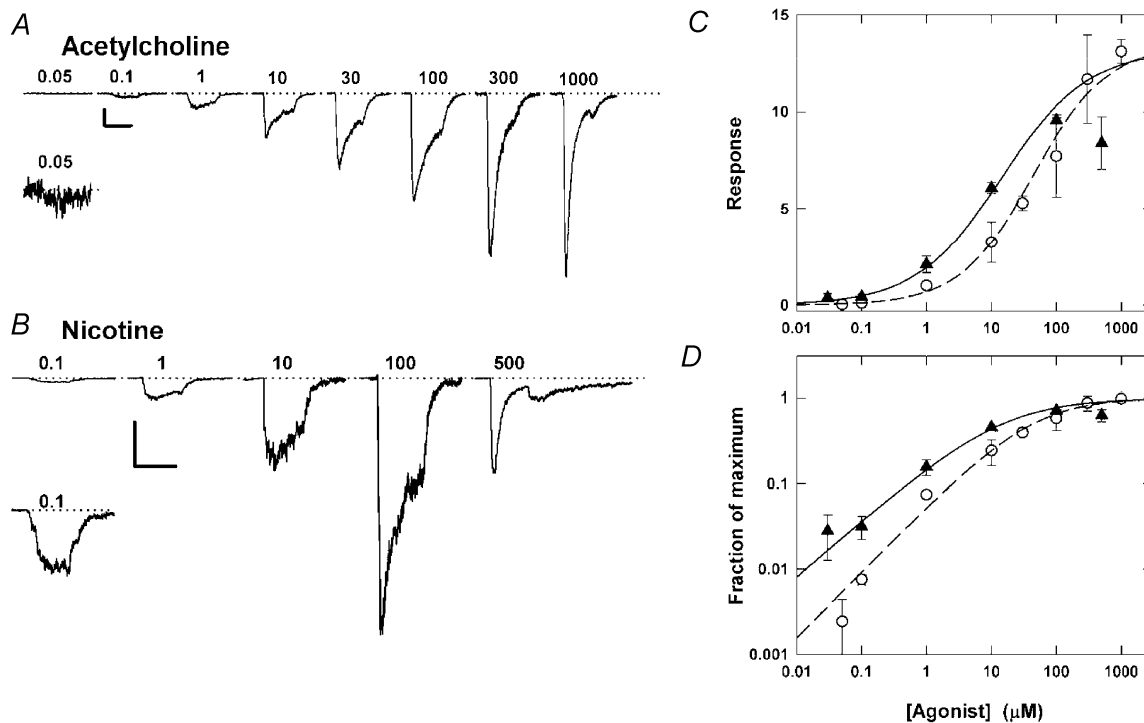 A
Acetylcholine
0.05 0.1 1 10 30 100 300 1000
0.05
B
Nicotine
0.1 1 10 100 500
0.1
C
Response
15
10
5
0
0.01 0.1 1 10 100 1000
D
Fraction of maximum
1
0.1
0.01
0.001
0.01 0.1 1 10 100 1000
[Agonist] (μM)